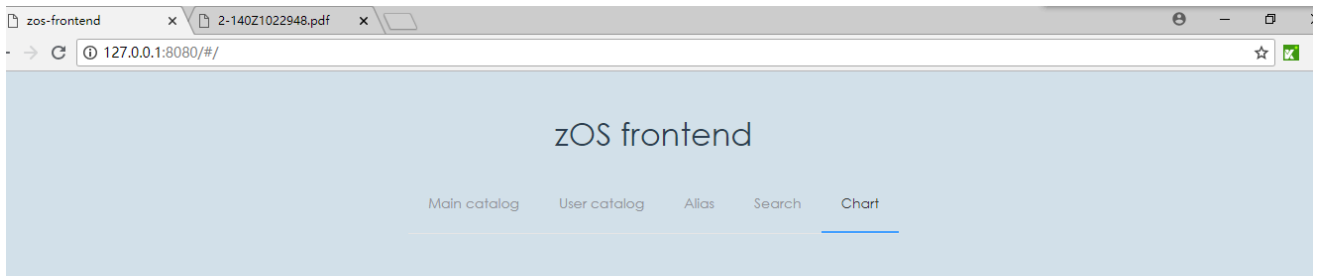 zos-frontend 2-140Z1022948.pdf
127.0.0.1:8080/#/
zOS frontend
Main catalog User catalog Alias Search Chart